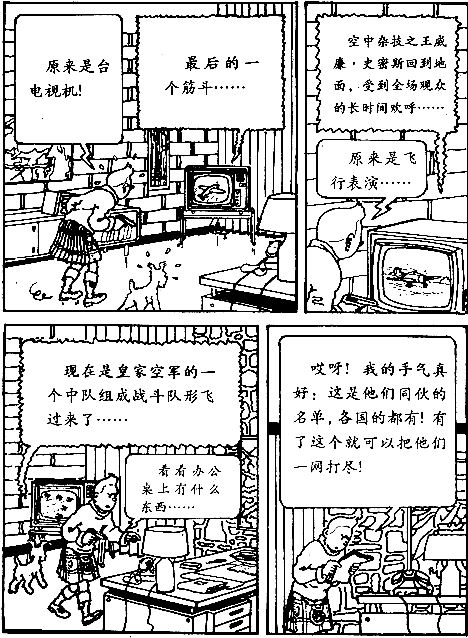 原来是台
电视机!
最后的一
个筋斗……
空中杂技之王威
廉·史密斯回到地
面,受到全场观众
的长时间欢呼……
原来是飞
行表演……
现在是皇家空军的一
个中队组成战斗队形飞
过来了……
看看办公
桌上有什么
东西……
哎呀!我的手气真
好:这是他们同伙的
名单,各国的都有!有
了这个就可以把他们
一网打尽!